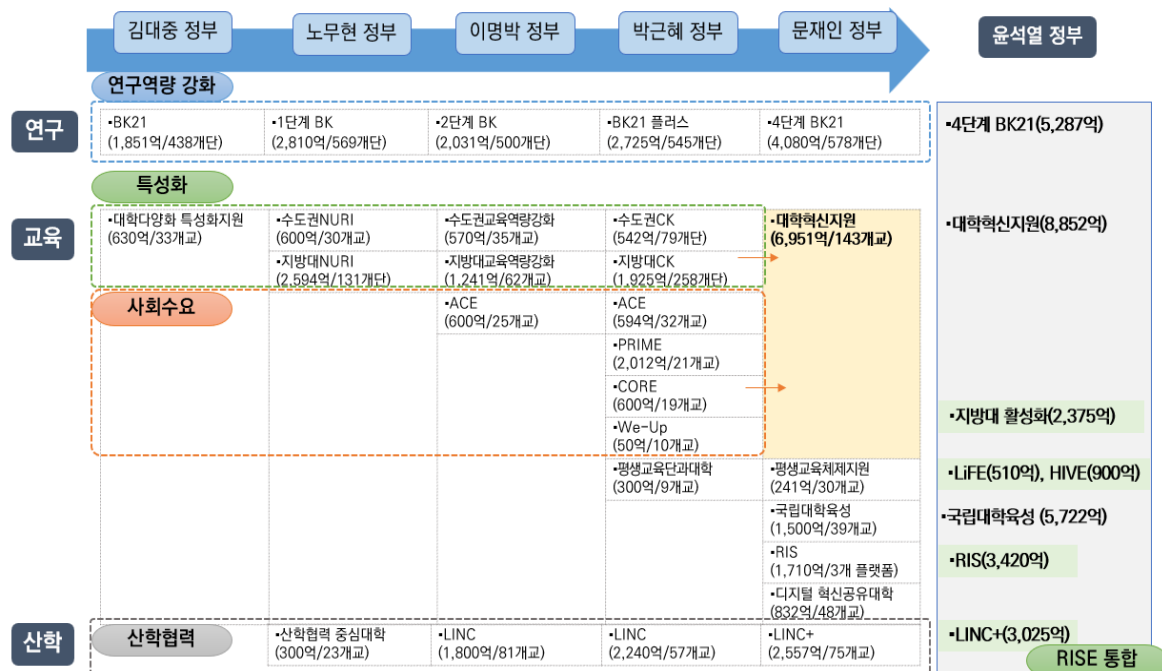 김대중 정부
노무현 정부
이명박 정부
박근혜 정부
문재인 정부
윤석열 정부
연구역량 강화
연구
▪BK21
(1,851억/438개단)
▪1단계 BK
(2,810억/569개단)
▪2단계 BK
(2,031억/500개단)
▪BK21 플러스
(2,725억/545개단)
▪4단계 BK21
(4,080억/578개단)
▪4단계 BK21(5,287억)
특성화
교육
▪대학다양화 특성화지원
(630억/33개교)
▪수도권NURI
(600억/30개교)
▪수도권교육역량강화
(570억/35개교)
▪수도권CK
(542억/79개단)
▪대학혁신지원
(6,951억/143개교)
▪대학혁신지원(8,852억)
▪지방대NURI
(2,594억/131개단)
▪지방대교육역량강화
(1,241억/62개교)
▪지방대CK
(1,925억/258개단)
사회수요
▪ACE
(600억/25개교)
▪ACE
(594억/32개교)
▪PRIME
(2,012억/21개교)
▪CORE
(600억/19개교)
▪We-Up
(50억/10개교)
▪지방대 활성화(2,375억)
▪평생교육단과대학
(300억/9개교)
▪평생교육체제지원
(241억/30개교)
▪LiFE(510억), HIVE(900억)
▪국립대학육성
(1,500억/39개교)
▪국립대학육성 (5,722억)
▪RIS
(1,710억/3개 플랫폼)
▪RIS(3,420억)
▪디지털 혁신공유대학
(832억/48개교)
산학
산학협력
▪산학협력 중심대학
(300억/23개교)
▪LINC
(1,800억/81개교)
▪LINC
(2,240억/57개교)
▪LINC+
(2,557억/75개교)
▪LINC+(3,025억)
RISE 통합